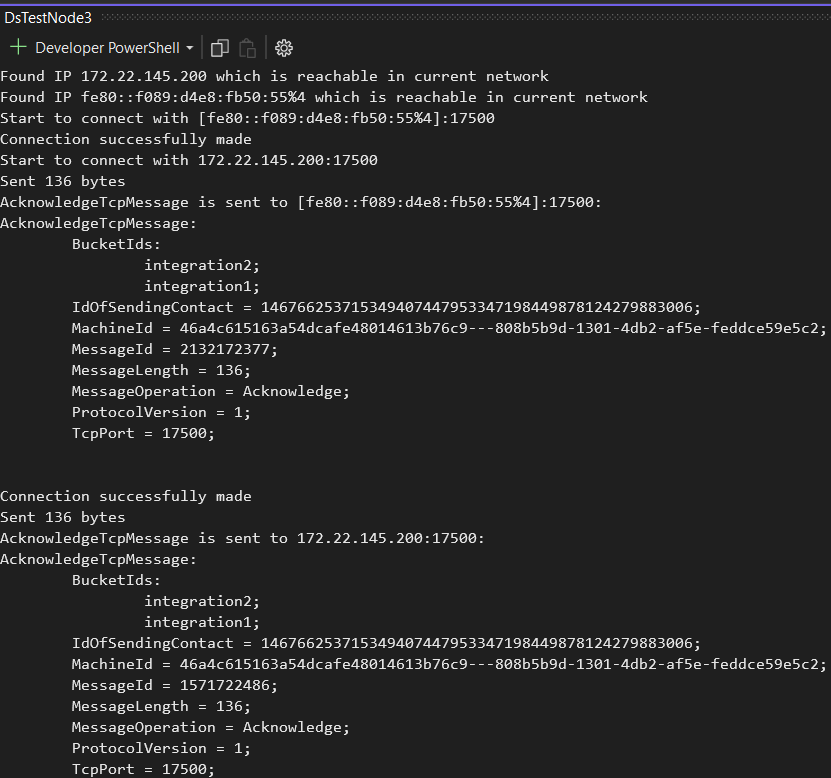 DsTestNode3
Developer PowerShell
Found IP 172.22.145.200 which is reachable in current network
Found IP fe80::f089:d4e8:fb50:55%4 which is reachable in current network
Start to connect with [fe80::f089:d4e8:fb50:55%4]:17500
Connection successfully made
Start to connect with 172.22.145.200:17500
Sent 136 bytes
AcknowledgeTcpMessage is sent to [fe80::f089:d4e8:fb50:55%4]:17500:
AcknowledgeTcpMessage:
BucketIds:
integration2;
integration1;
IdOfSendingContact = 1467662537153494074479533471984498781242798​83006;
MachineId = 46a4c615163a54dcafe48014613b76c9---808b5b9d-1301-4db2-af5e-feddce59e5c2;
MessageId = 2132172377;
MessageLength = 136;
MessageOperation = Acknowledge;
ProtocolVersion = 1;
TcpPort = 17500;
Connection successfully made
Sent 136 bytes
AcknowledgeTcpMessage is sent to 172.22.145.200:17500:
AcknowledgeTcpMessage:
BucketIds:
integration2;
integration1;
IdOfSendingContact = 146766253715349407447953347198449878124279883006;
MachineId = 46a4c615163a54dcafe48014613b76c9---808b5b9d-1301-4db2-af5e-feddce59e5c2;
MessageId = 1571722486;
MessageLength = 136;
MessageOperation = Acknowledge;
ProtocolVersion = 1;
TcpPort = 17500;